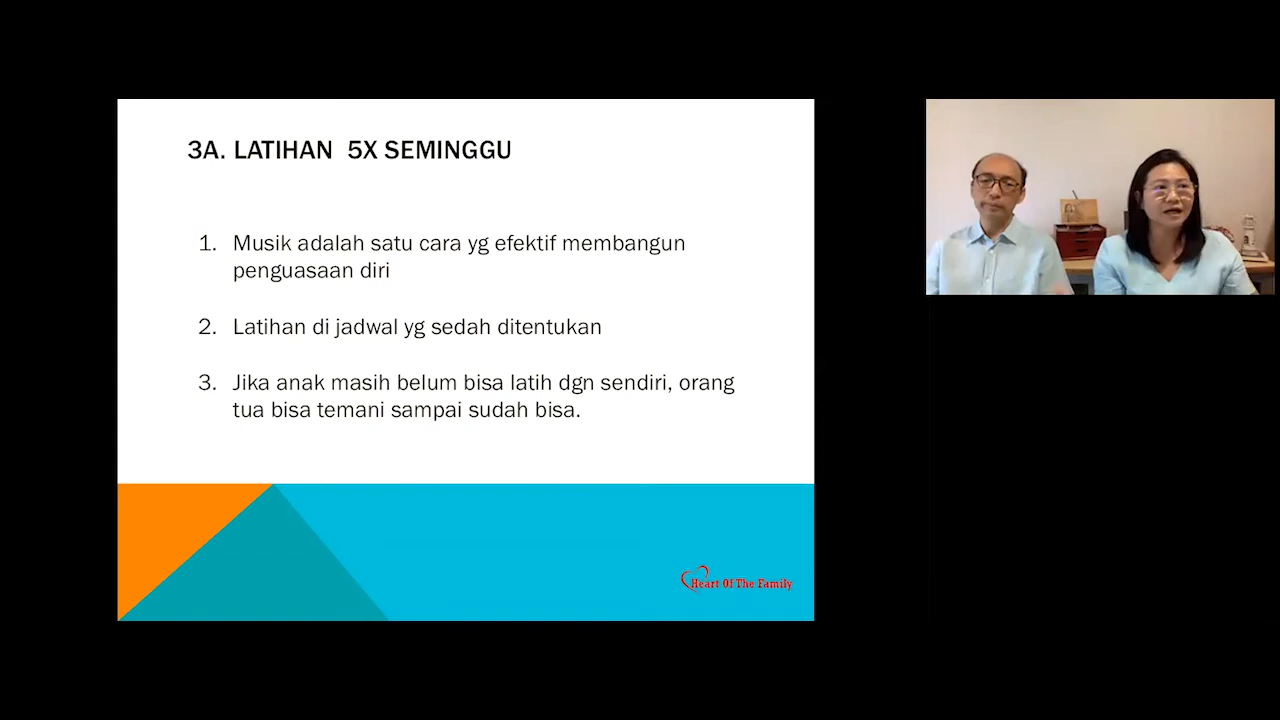 3A. LATIHAN 5X SEMINGGU
1. Musik adalah satu cara yg efektif membangun
penguasaan diri
2. Latihan di jadwal yg sedah ditentukan
3. Jika anak masih belum bisa latih dgn sendiri, orang
tua bisa temani sampai sudah bisa.
Heart Of The Family